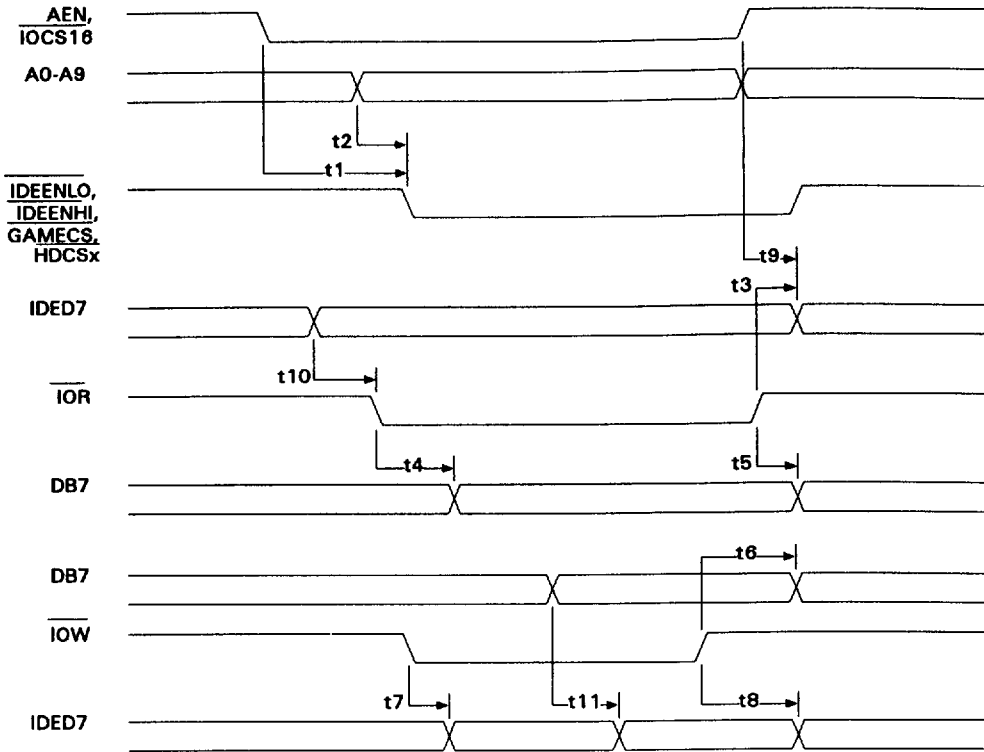 AEN,
IOCS16
A0-A9
t2
t1
IDEENLO,
IDEENHI,
GAMECS,
HDCSx
t9
t3
IDED7
t10
IOR
t4
t5
DB7
t6
DB7
IOW
t7
t11
t8
IDED7